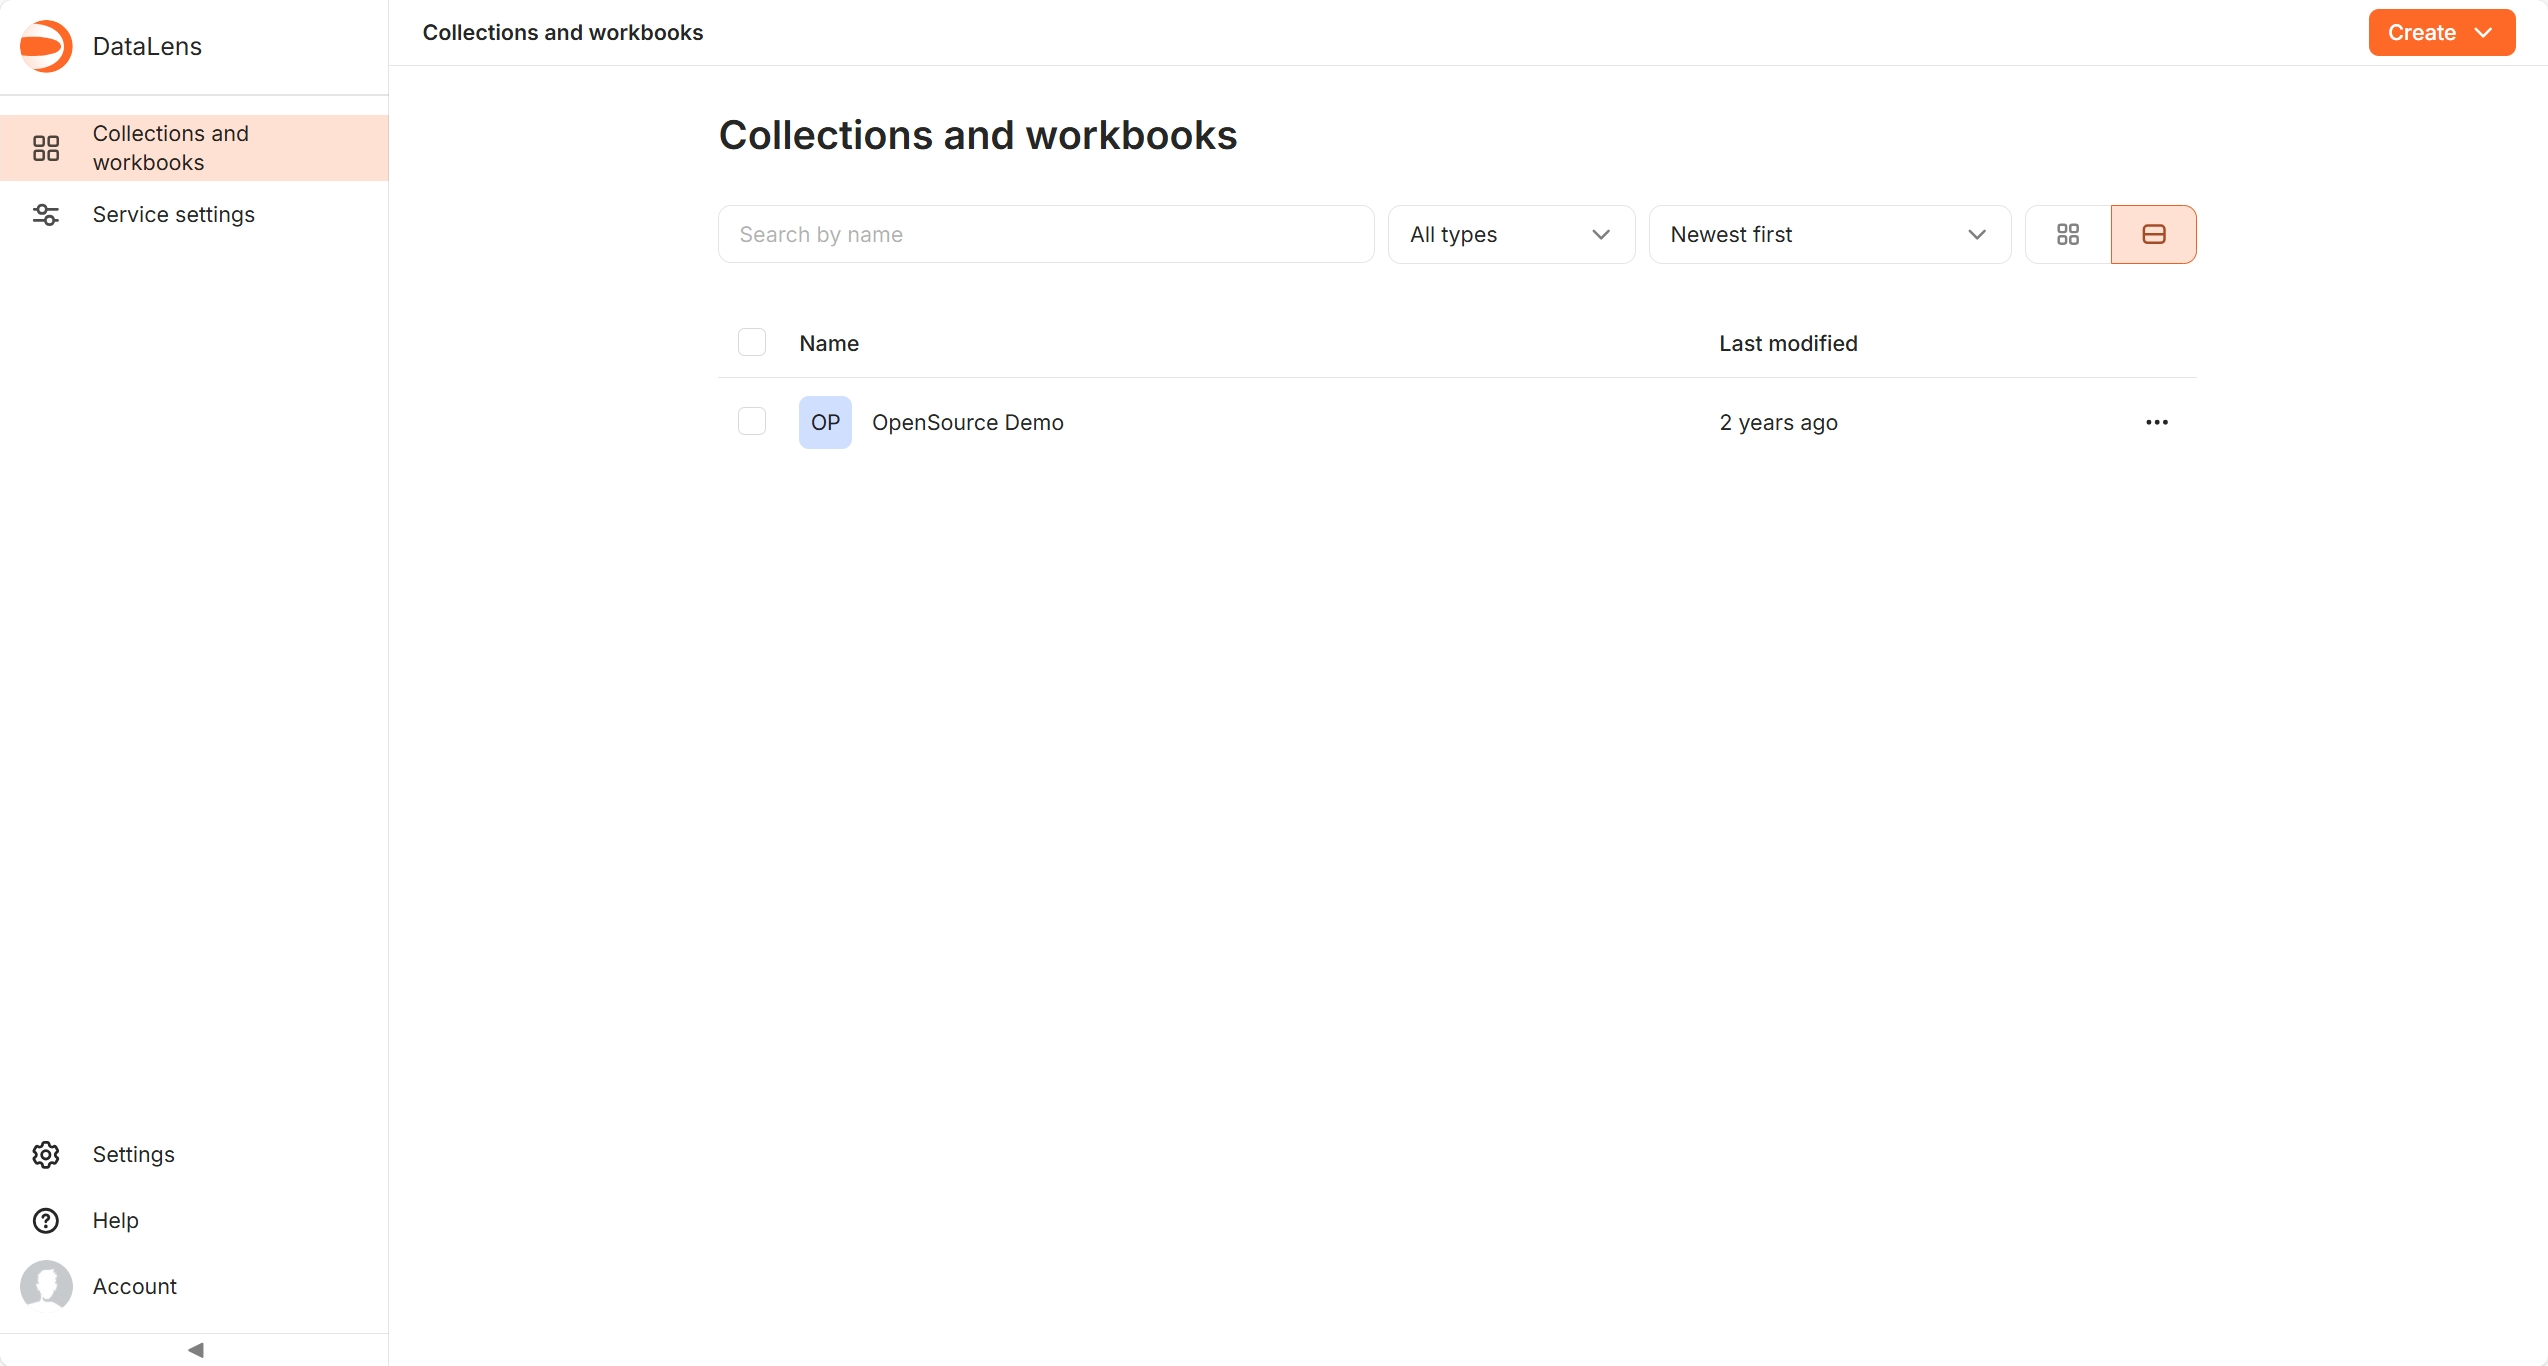 DataLens
Collections and
workbooks
Service settings
Settings
Help
Account
Collections and workbooks
Create
Collections and workbooks
Search by name
All types
Newest first
Name
Last modified
OP
OpenSource Demo
2 years ago